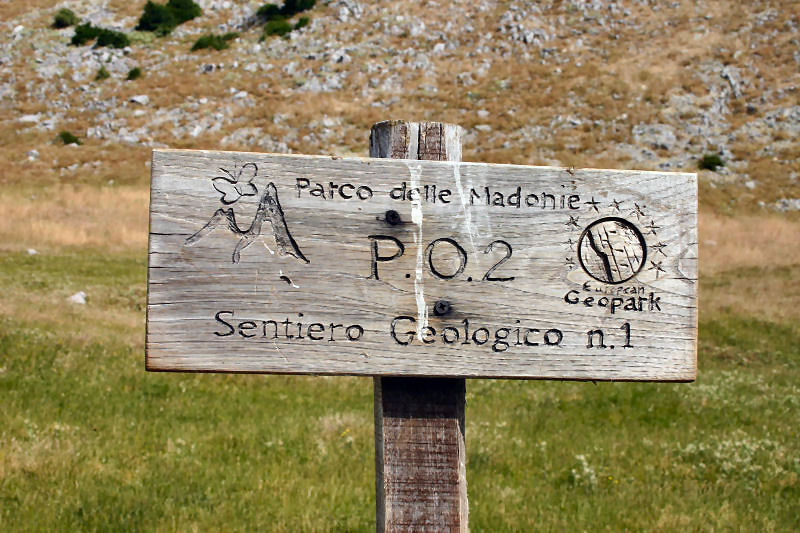 Parco delle Madonie
P.O.2
European
Geopark
Sentiero Geologico n.1